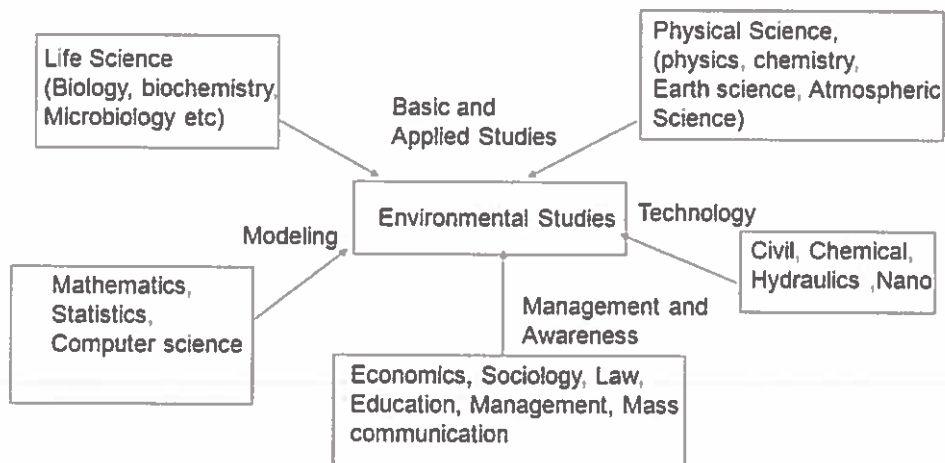 Life Science
(Biology, biochemistry,
Microbiology etc)
Physical Science,
(physics, chemistry,
Earth science, Atmospheric
Science)
Basic and
Applied Studies
Environmental Studies
Technology
Modeling
Civil, Chemical,
Hydraulics ,Nano
Mathematics,
Statistics,
Computer science
Management and
Awareness
Economics, Sociology, Law,
Education, Management, Mass
communication